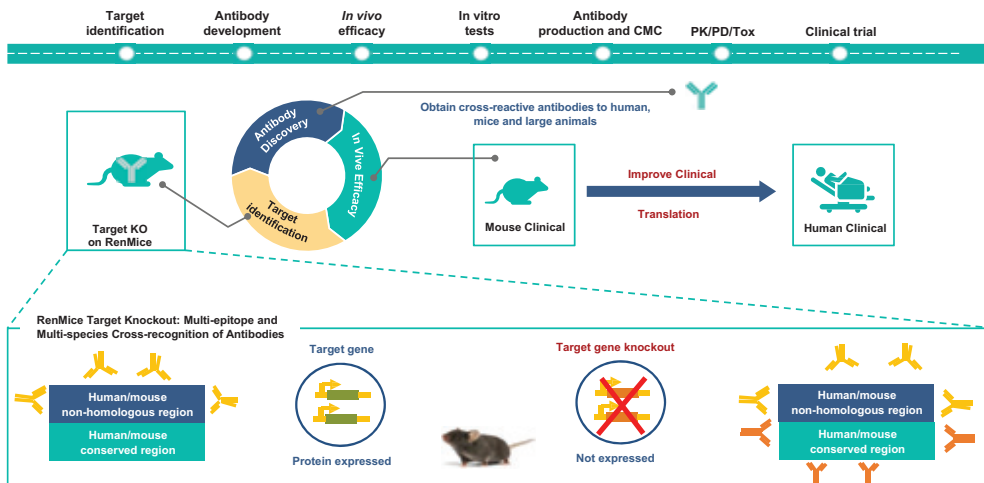 Target
identification
Antibody
development
In vivo
efficacy
In vitro
tests
Antibody
production and CMC
PK/PD/Tox
Clinical trial
Target KO
on RenMice
Antibody
Discovery
In Vive Efficacy
Target
identification
Obtain cross-reactive antibodies to human,
mice and large animals
Mouse Clinical
Improve Clinical
Translation
Human Clinical
RenMice Target Knockout: Multi-epitope and
Multi-species Cross-recognition of Antibodies
Human/mouse
non-homologous region
Human/mouse
conserved region
Target gene
Protein expressed
Target gene knockout
Not expressed
Human/mouse
non-homologous region
Human/mouse
conserved region